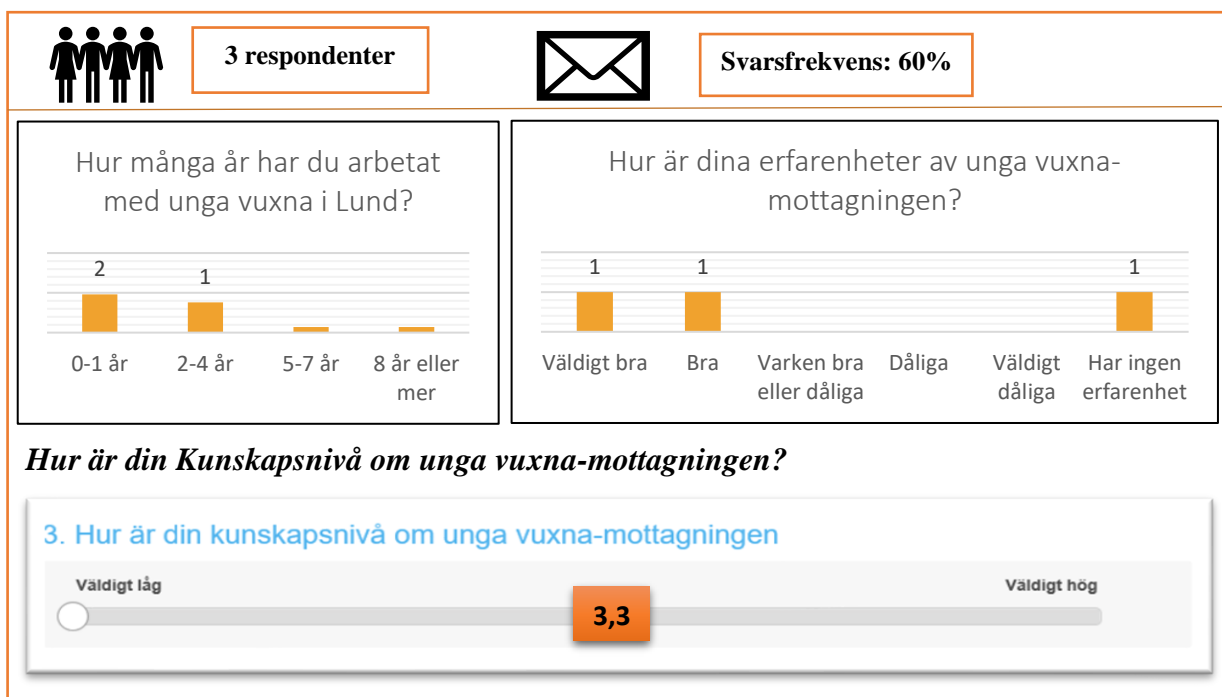 3 respondenter
Svarsfrekvens: 60%
Hur många år har du arbetat
med unga vuxna i Lund?
2
1
0-1 år
2-4 år
5-7 år
8 år eller
mer
Hur är dina erfarenheter av unga vuxna-
mottagningen?
1
1
1
Väldigt bra
Bra
Varken bra
eller dåliga
Dåliga
Väldigt
dåliga
Har ingen
erfarenhet
Hur är din Kunskapsnivå om unga vuxna-mottagningen?
3. Hur är din kunskapsnivå om unga vuxna-mottagningen
Väldigt låg
Väldigt hög
3,3